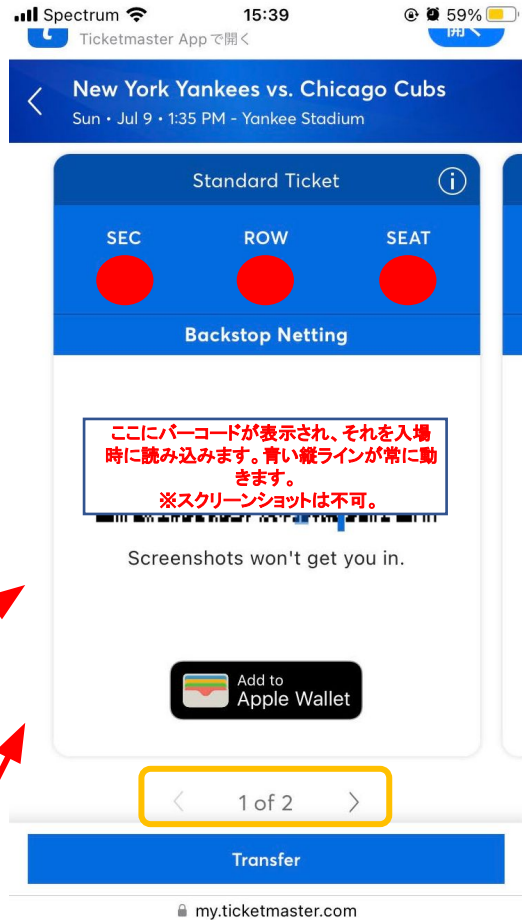 Spectrum 15:39 59%
Ticketmaster App で開く
開く
New York Yankees vs. Chicago Cubs
Sun • Jul 9 • 1:35 PM - Yankee Stadium
Standard Ticket
SEC ROW SEAT
Backstop Netting
ここにバーコードが表示され、それを入場
時に読み込みます。青い縦ラインが常に動
きます。
※スクリーンショットは不可。
Screenshots won't get you in.
Add to
Apple Wallet
1 of 2
Transfer
my.ticketmaster.com